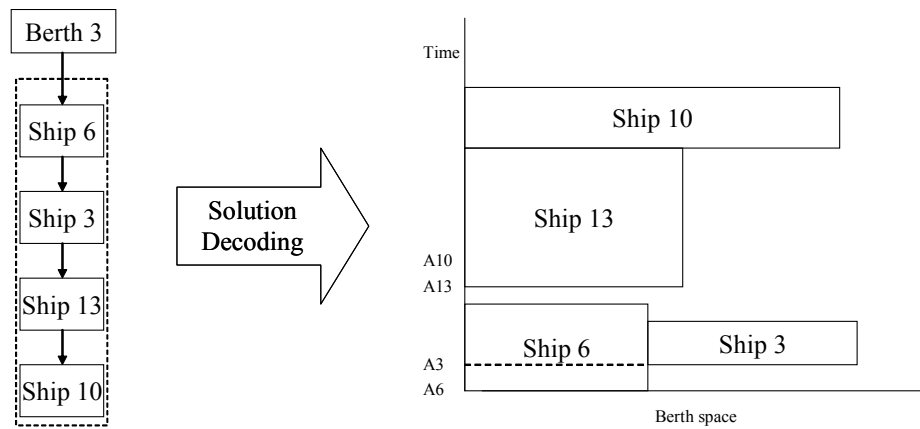 Berth 3
Ship 6
Ship 3
Ship 13
Ship 10
Solution
Decoding
Time
Ship 10
Ship 13
A10
A13
Ship 6
Ship 3
A3
A6
Berth space